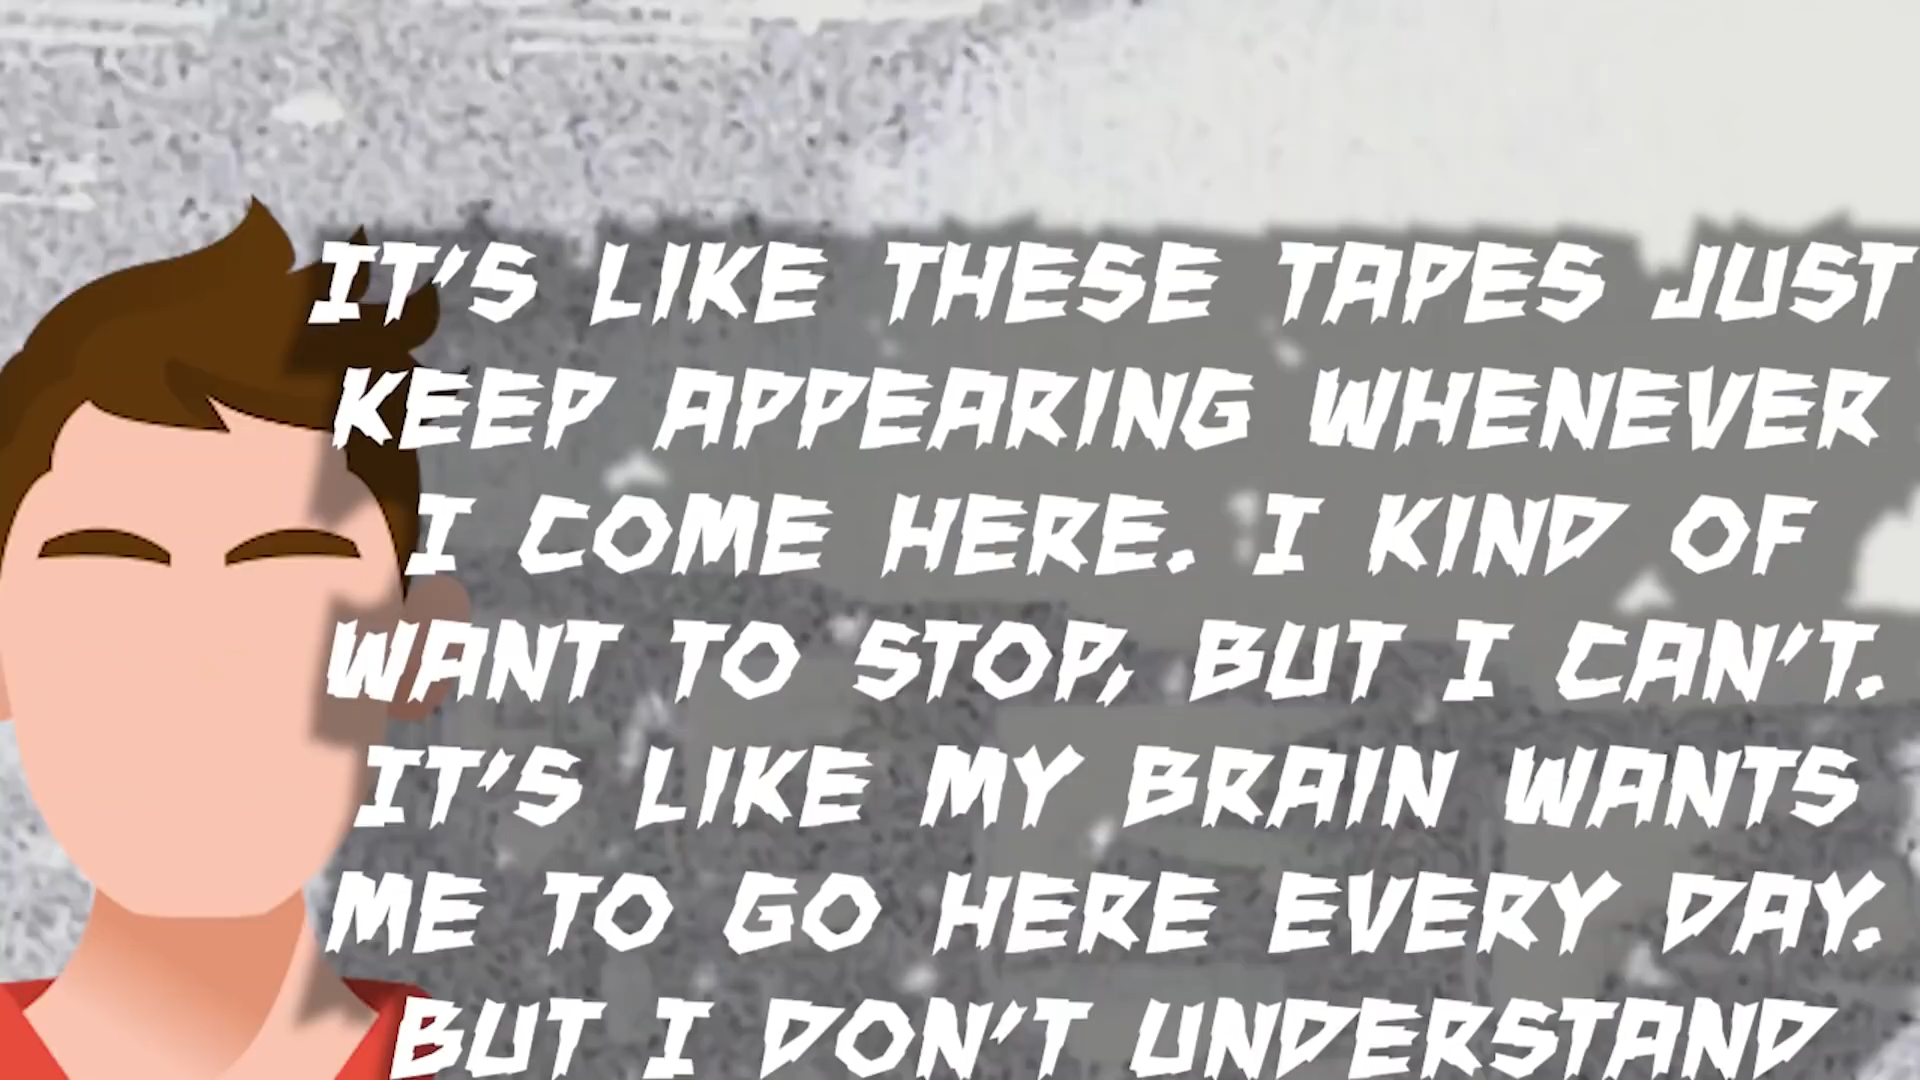 IT'S LIKE THESE TAPES JUST
KEEP APPEARING WHENEVER
I COME HERE. I KIND OF
WANT TO STOP, BUT I CAN'T.
IT'S LIKE MY BRAIN WANTS
ME TO GO HERE EVERY DAY.
BUT I DON'T UNDERSTAND